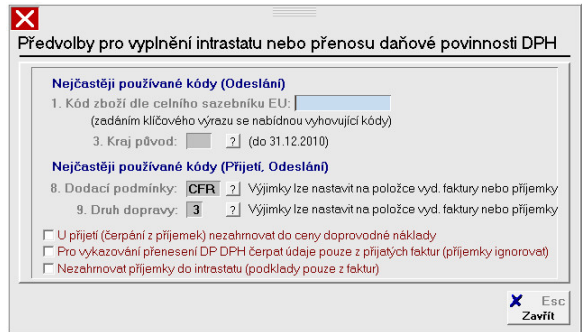 Předvolby pro vyplnění intrastatu nebo přenosu daňové povinnosti DPH
Nejčastěji používané kódy (Odeslání)
1. Kód zboží dle celního sazebníku EU:
(zadáním klíčového výrazu se nabídnou vyhovující kódy)
3. Kraj původ: ? (do 31.12.2010)
Nejčastěji používané kódy (Přijetí, Odeslání)
8. Dodací podmínky: CFR ? Výjimky lze nastavit na položce vyd. faktury nebo příjemky
9. Druh dopravy: 3 ? Výjimky lze nastavit na položce vyd. faktury nebo příjemky
U přijetí (čerpání z příjemek) nezahrnovat do ceny doprovodné náklady
Pro vykazování přenesení DP DPH čerpat údaje pouze z přijatých faktur (příjemky ignorovat)
Nezahrnovat příjemky do intrastatu (podklady pouze z faktur)
X Esc
Zavřít